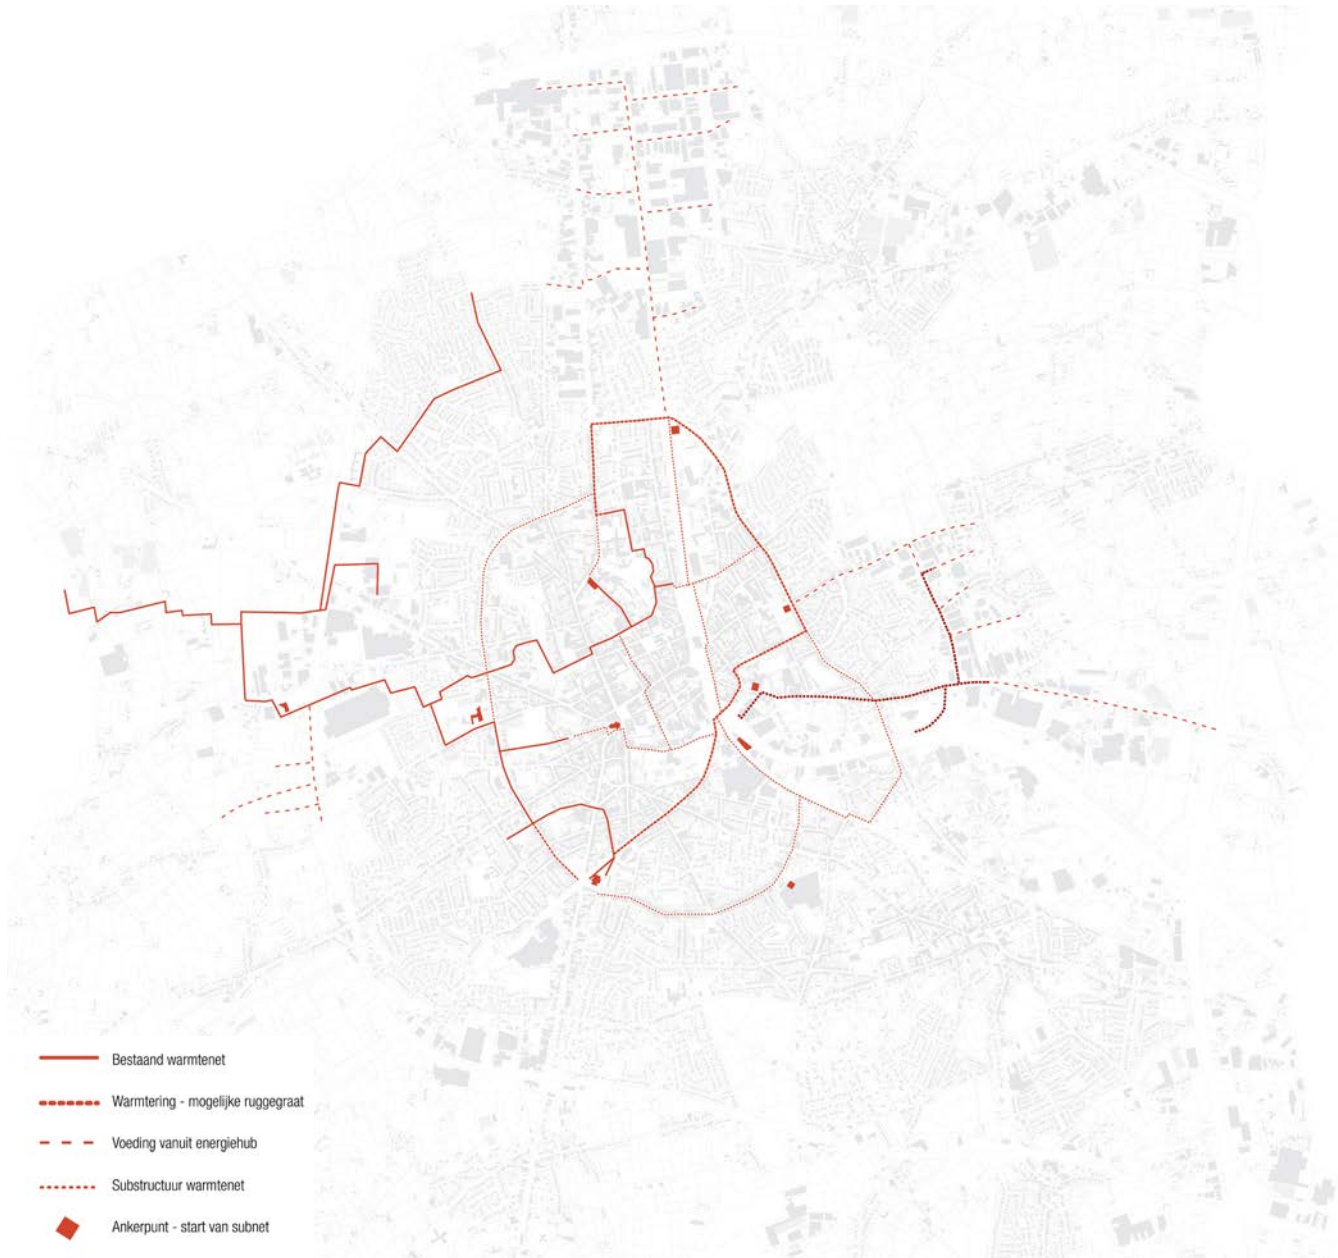 Bestaand warmtenet
Warmtering - mogelijke ruggegraat
Voeding vanuit energiehub
Substructuur warmtenet
Ankerpunt - start van subnet